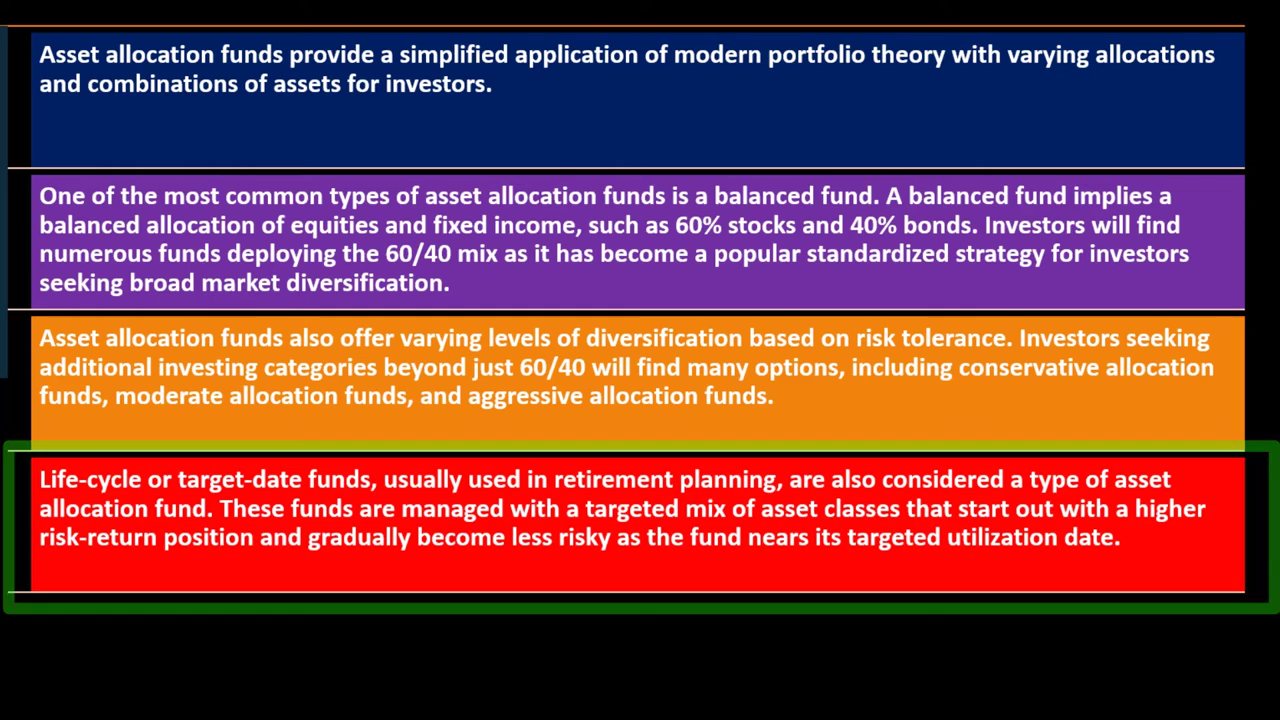 Asset allocation funds provide a simplified application of modern portfolio theory with varying allocations
and combinations of assets for investors.
One of the most common types of asset allocation funds is a balanced fund. A balanced fund implies a
balanced allocation of equities and fixed income, such as 60% stocks and 40% bonds. Investors will find
numerous funds deploying the 60/40 mix as it has become a popular standardized strategy for investors
seeking broad market diversification.
Asset allocation funds also offer varying levels of diversification based on risk tolerance. Investors seeking
additional investing categories beyond just 60/40 will find many options, including conservative allocation
funds, moderate allocation funds, and aggressive allocation funds.
Life-cycle or target-date funds, usually used in retirement planning, are also considered a type of asset
allocation fund. These funds are managed with a targeted mix of asset classes that start out with a higher
risk-return position and gradually become less risky as the fund nears its targeted utilization date.